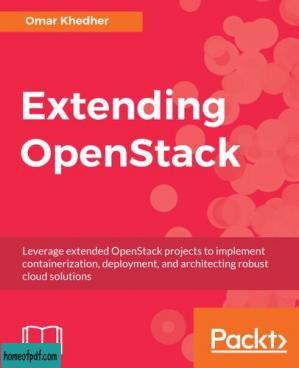 Omar Khedher
Extending
OpenStack
Leverage extended OpenStack projects to implement
containerization, deployment, and architecting robust
cloud solutions
homeofpdf.com
Packt>